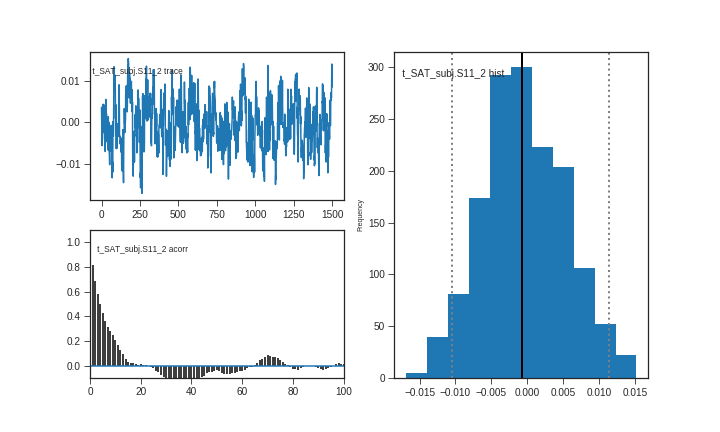 t_SAT_subj.S11_2 trace
0.01
0.00
−0.01
0 250 500 750 1000 1250 1500
t_SAT_subj.S11_2 acorr
1.0
0.8
0.6
0.4
0.2
0.0
0 20 40 60 80 100
t_SAT_subj.S11_2 hist
Frequency
300
250
200
150
100
50
0
−0.015 −0.010 −0.005 0.000 0.005 0.010 0.015